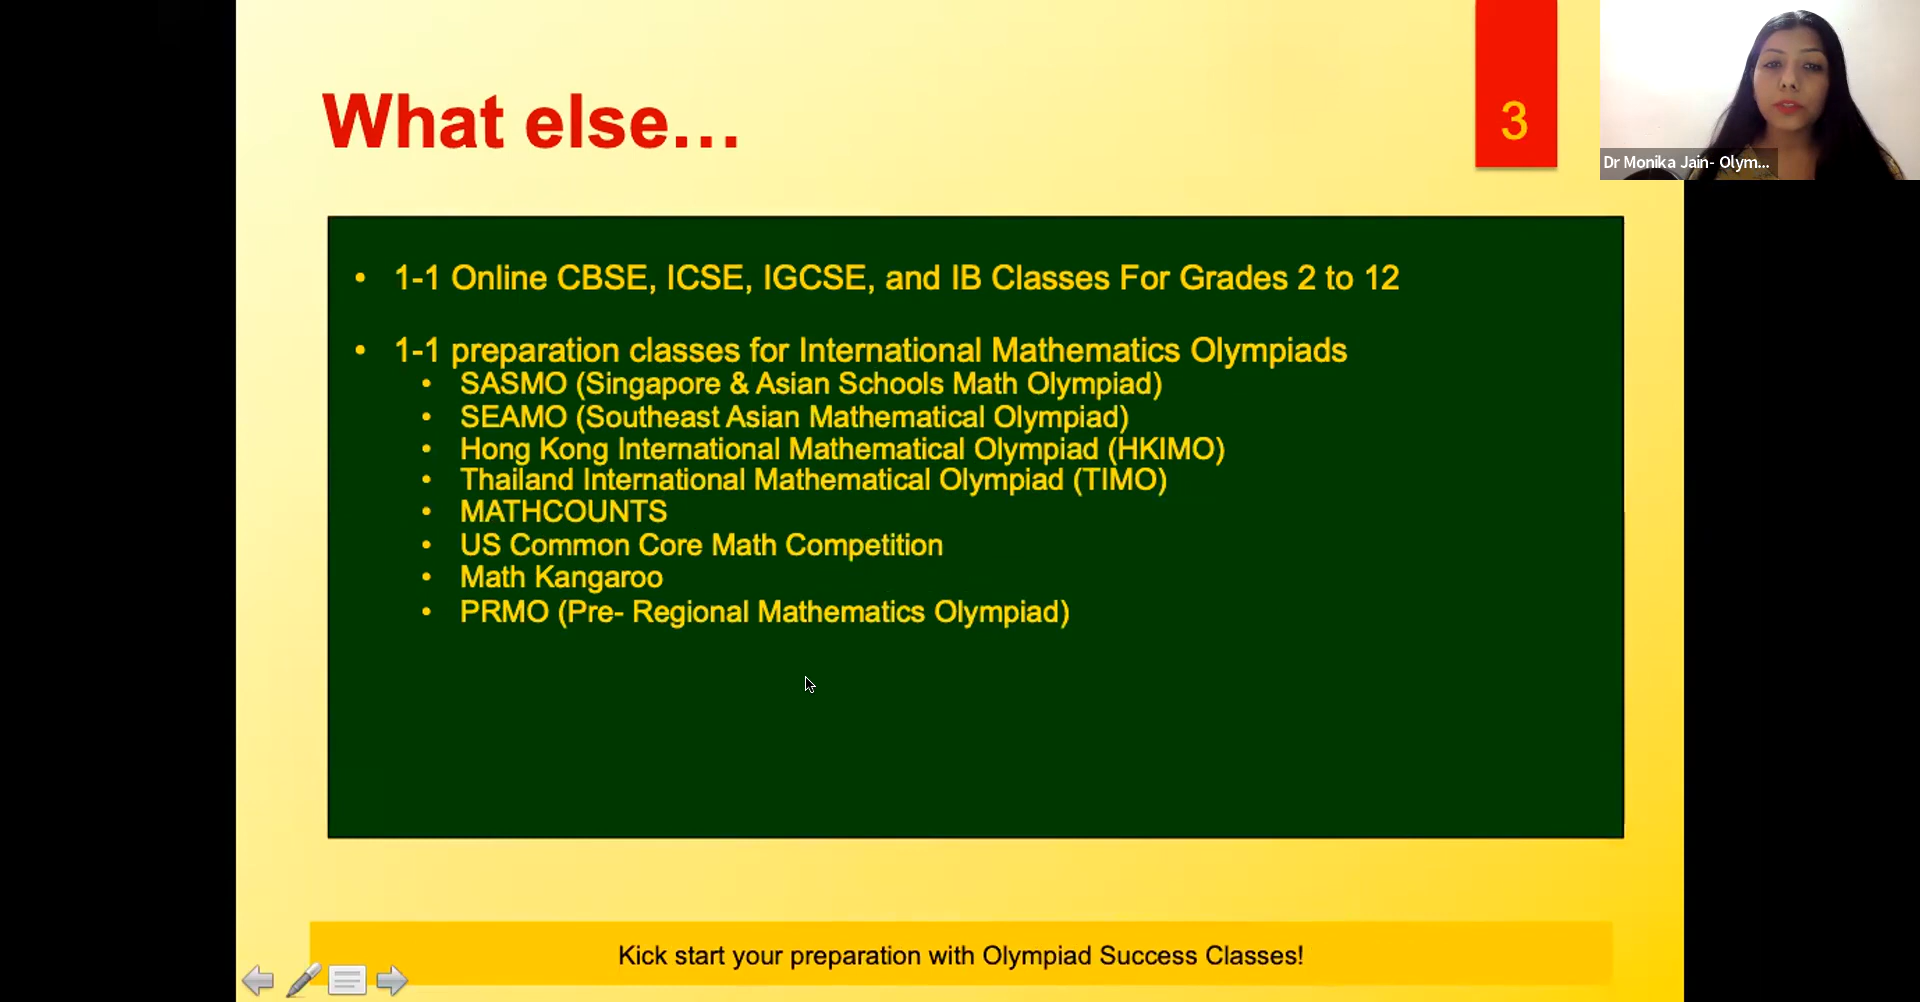 What else…
3
Dr Monika Jain- Olym...
• 1-1 Online CBSE, ICSE, IGCSE, and IB Classes For Grades 2 to 12
• 1-1 preparation classes for International Mathematics Olympiads
• SASMO (Singapore & Asian Schools Math Olympiad)
• SEAMO (Southeast Asian Mathematical Olympiad)
• Hong Kong International Mathematical Olympiad (HKIMO)
• Thailand International Mathematical Olympiad (TIMO)
• MATHCOUNTS
• US Common Core Math Competition
• Math Kangaroo
• PRMO (Pre- Regional Mathematics Olympiad)
Kick start your preparation with Olympiad Success Classes!